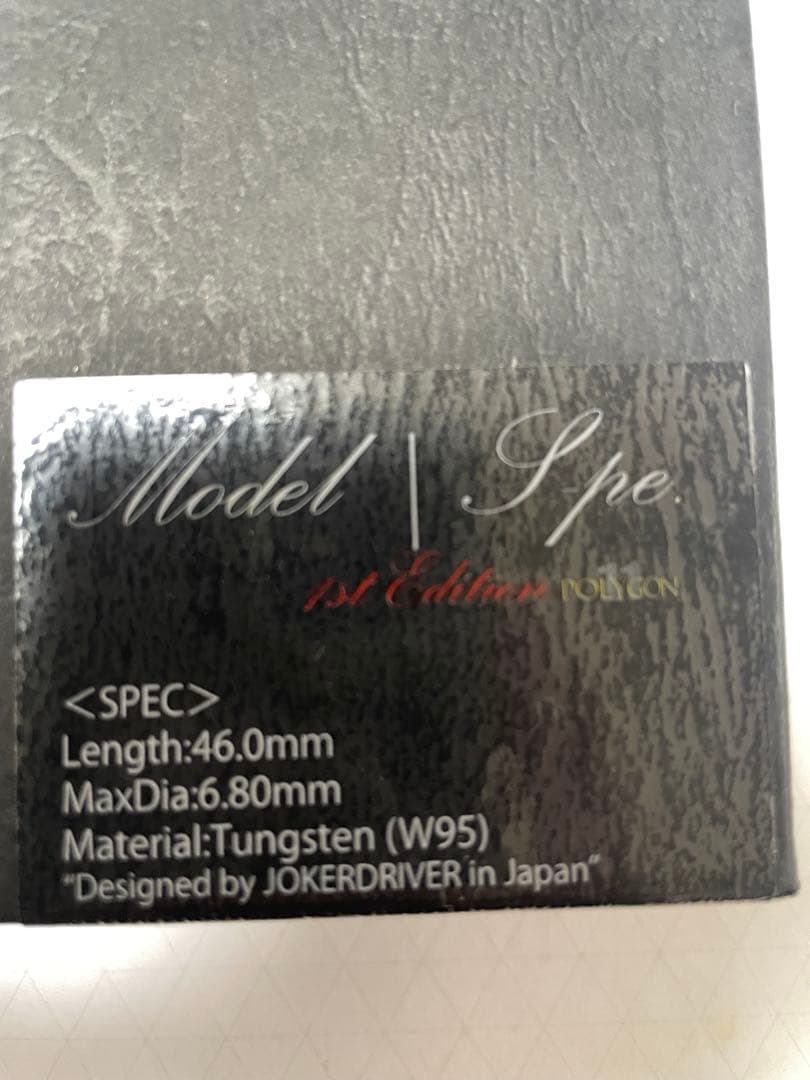 Model | S-pe.
1st Edition POLYGON
<SPEC>
Length:46.0mm
MaxDia:6.80mm
Material:Tungsten (W95)
"Designed by JOKERDRIVER in Japan"